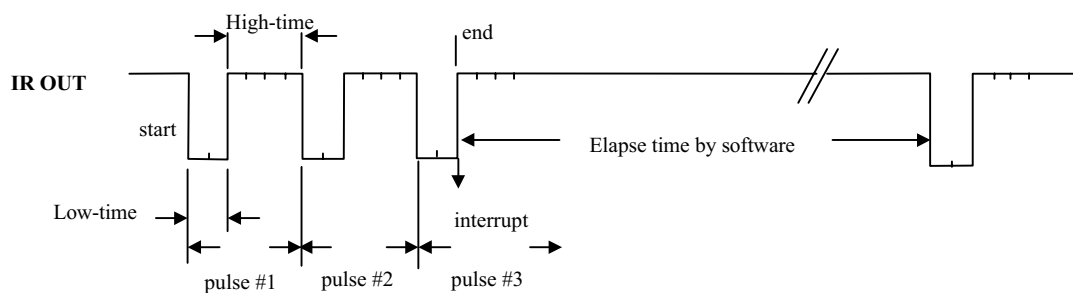 High-time
end
IR OUT
start
Elapse time by software
Low-time
interrupt
pulse #1
pulse #2
pulse #3